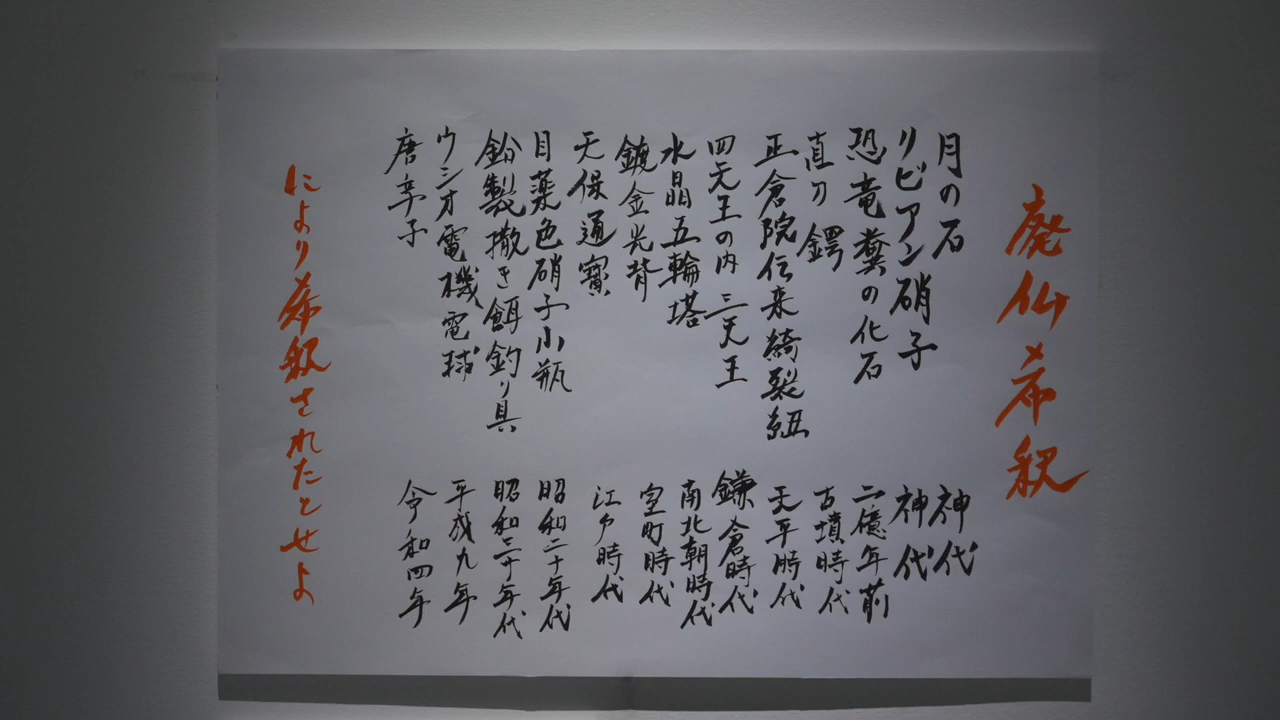 廃仏希釈
月の石 神代
リビアン硝子 神代
恐竜糞の化石 二億年前
直刀 鍔 古墳時代
正倉院伝来綺裂紐 天平時代
四天王の内 三天王 鎌倉時代
水晶五輪塔 南北朝時代
鍍金光背 室町時代
天保通寳 江戸時代
目薬色硝子小瓶 昭和二十年代
鉛製撒き餌釣り具 昭和三十年代
ウシオ電機電球 平成九年
唐辛子 令和四年
により希釈されたとせよ